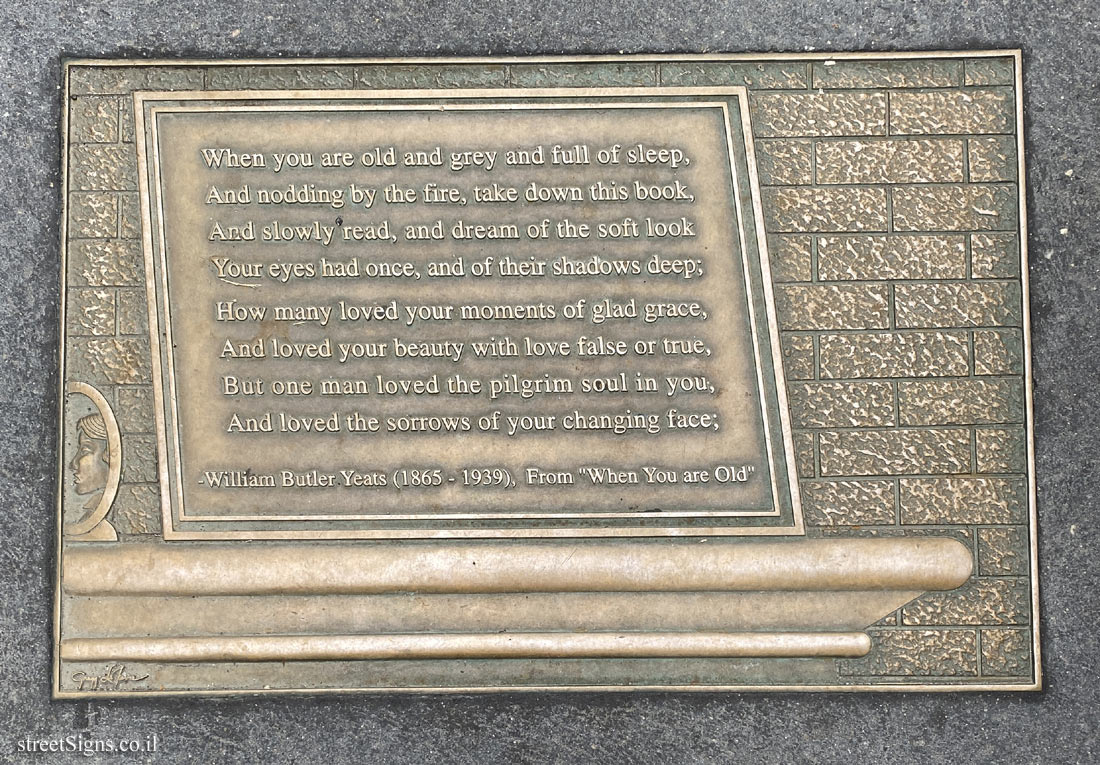 When you are old and grey and full of sleep,
And nodding by the fire, take down this book,
And slowly read, and dream of the soft look
Your eyes had once, and of their shadows deep;
How many loved your moments of glad grace,
And loved your beauty with love false or true,
But one man loved the pilgrim soul in you,
And loved the sorrows of your changing face;
-William Butler Yeats (1865 - 1939), From "When You are Old"
streetSigns.co.il